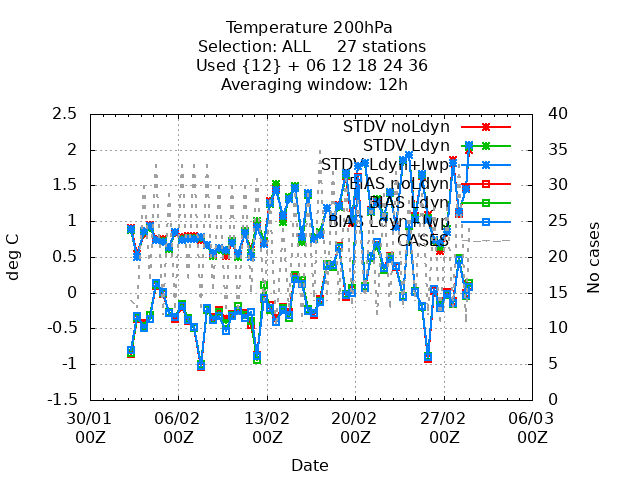 Temperature 200hPa
Selection: ALL 27 stations
Used {12} + 06 12 18 24 36
Averaging window: 12h
2.5
2
1.5
1
0.5
0
-0.5
-1
-1.5
deg C
40
35
30
25
20
15
10
5
0
No cases
STDV noLdyn
STDV Ldyn
STDV Ldyn+lwp
BIAS noLdyn
BIAS Ldyn
BIAS Ldyn+lwp
CASES
30/01 06/02 13/02 20/02 27/02 06/03
00Z 00Z 00Z 00Z 00Z 00Z
Date